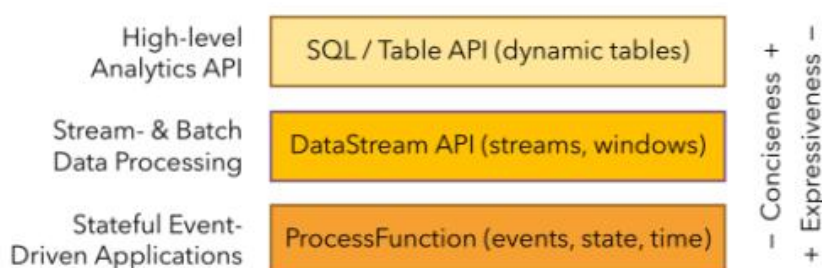 High-level
Analytics API
SQL / Table API (dynamic tables)
Stream- & Batch
Data Processing
DataStream API (streams, windows)
Stateful Event-
Driven Applications
ProcessFunction (events, state, time)
− Conciseness +
+ Expressiveness −